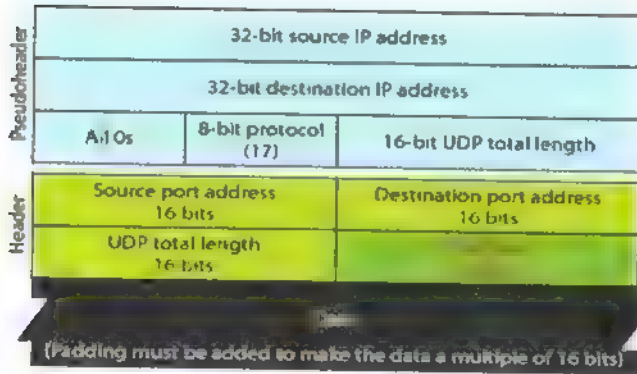 Pseudoheader
32-bit source IP address
32-bit destination IP address
All 0s
8-bit protocol
(17)
16-bit UDP total length
Header
Source port address
16 bits
Destination port address
16 bits
UDP total length
16 bits
(Padding must be added to make the data a multiple of 16 bits)